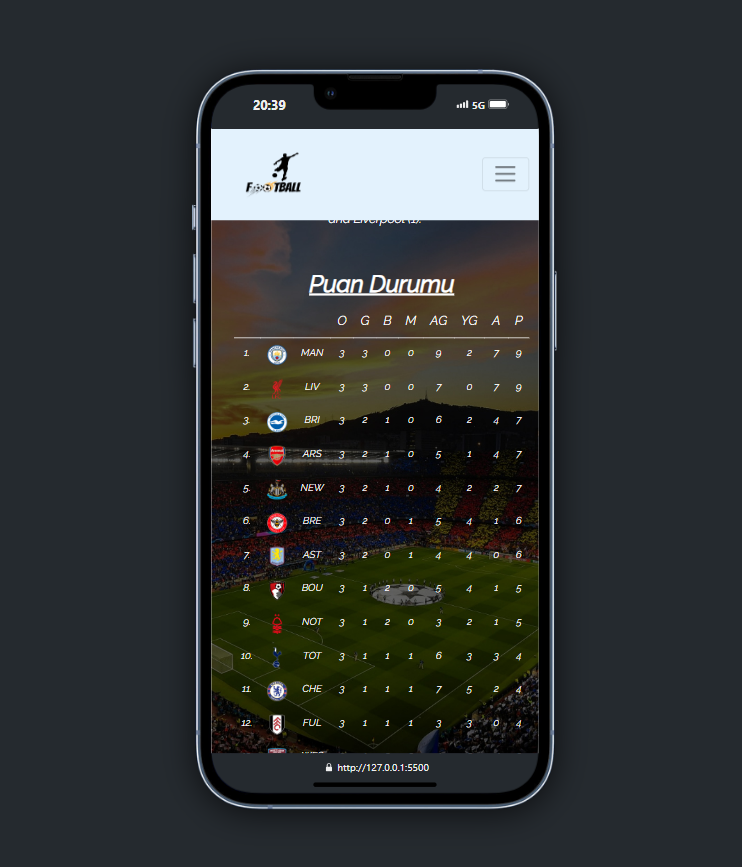 20:39
5G
FOOTBALL
and Liverpool (1).
Puan Durumu
O G B M AG YG A P
1. MAN 3 3 0 0 9 2 7 9
2. LIV 3 3 0 0 7 0 7 9
3. BRI 3 2 1 0 6 2 4 7
4. ARS 3 2 1 0 5 1 4 7
5. NEW 3 2 1 0 4 2 2 7
6. BRE 3 2 0 1 5 4 1 6
7. AST 3 2 0 1 4 4 0 6
8. BOU 3 1 2 0 5 4 1 5
9. NOT 3 1 2 0 3 2 1 5
10. TOT 3 1 1 1 6 3 3 4
11. CHE 3 1 1 1 7 5 2 4
12. FUL 3 1 1 1 3 3 0 4
http://127.0.0.1:5500